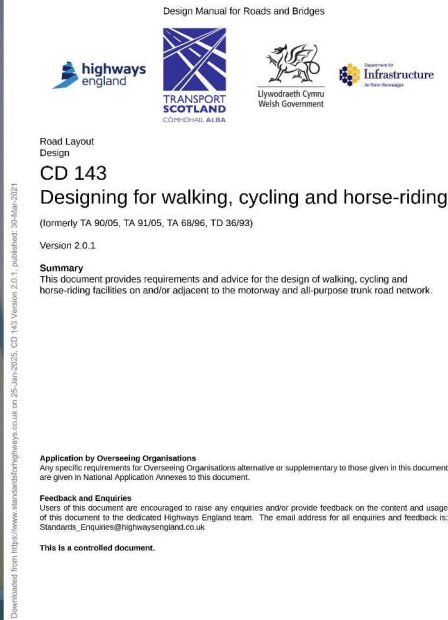 Design Manual for Roads and Bridges
highways
england
TRANSPORT
SCOTLAND
CÒMHDHAIL ALBA
Llywodraeth Cymru
Welsh Government
Department for
Infrastructure
Road Layout
Design
CD 143
Designing for walking, cycling and horse-riding
(formerly TA 90/05, TA 91/05, TA 68/96, TD 36/93)
Version 2.0.1
Summary
This document provides requirements and advice for the design of walking, cycling and
horse-riding facilities on and/or adjacent to the motorway and all-purpose trunk road network.
Application by Overseeing Organisations
Any specific requirements for Overseeing Organisations alternative or supplementary to those given in this document
are given in National Application Annexes to this document.
Feedback and Enquiries
Users of this document are encouraged to raise any enquiries and/or provide feedback on the content and usage
of this document to the dedicated Highways England team. The email address for all enquiries and feedback is:
Standards_Enquiries@highwaysengland.co.uk
This is a controlled document.
Downloaded from https://www.standardsforhighways.co.uk on 25-Jan-2025, CD 143 Version 2.0.1, published: 30-Mar-2021